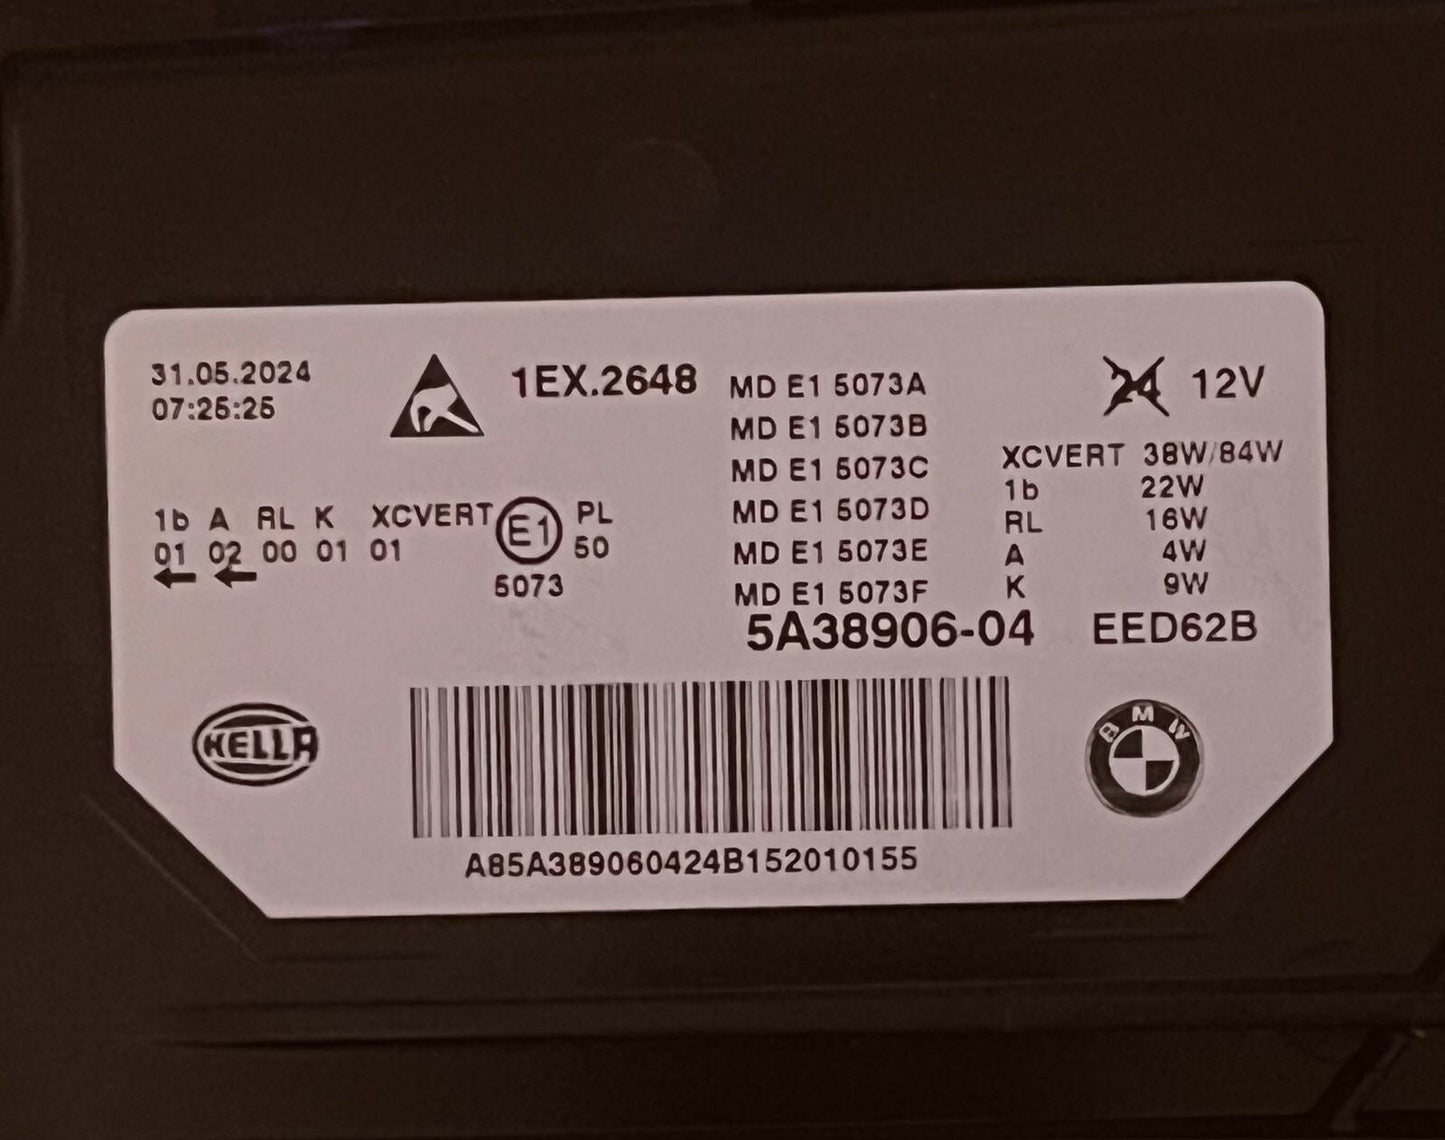 31.05.2024
07:25:25
1EX.2648
MD E1 5073A
MD E1 5073B
MD E1 5073C
MD E1 5073D
MD E1 5073E
MD E1 5073F
24 12V
XCVERT 38W/84W
1b 22W
RL 16W
A 4W
K 9W
1b A RL K XCVERT E1 PL
01 02 00 01 01 50
5073
5A38906-04 EED62B
HELLA
BMW
A85A389060424B152010155